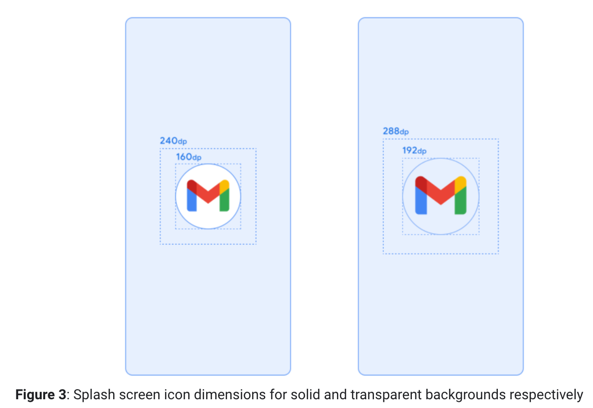 240dp
160dp
288dp
192dp
Figure 3: Splash screen icon dimensions for solid and transparent backgrounds respectively